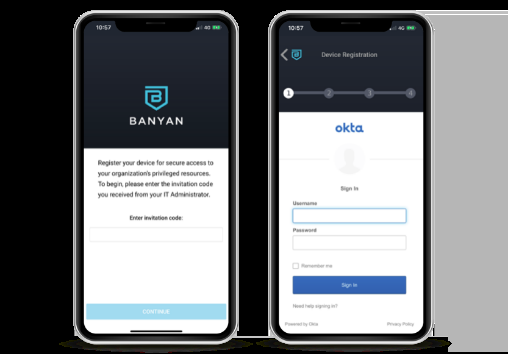 10:57
4G
BANYAN
Register your device for secure access to
your organization's privileged resources.
To begin, please enter the invitation code
you received from your IT Administrator.
Enter invitation code:
CONTINUE
10:57
4G
Device Registration
1 2 3 4
okta
Sign In
Username
Password
Remember me
Sign In
Need help signing in?
Powered by Okta
Privacy Policy